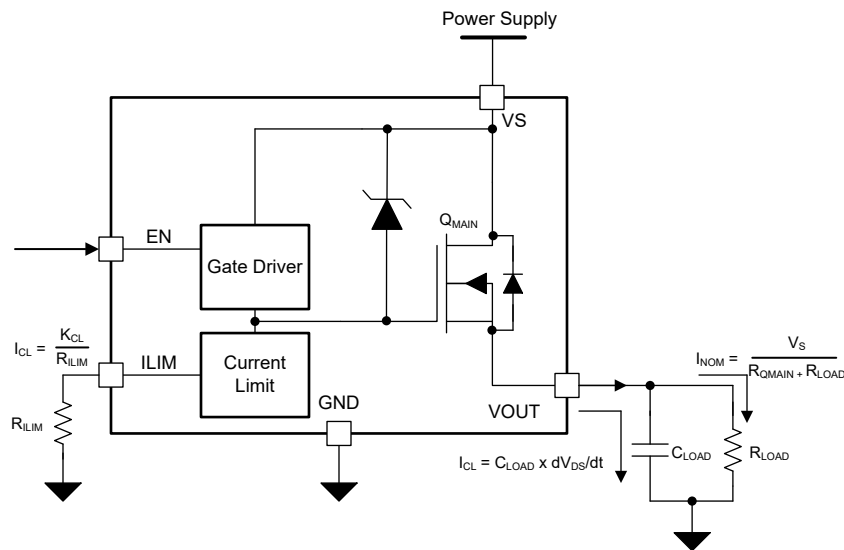 Power Supply
VS
QMAIN
EN
Gate Driver
ICL = KCL / RILIM
ILIM
Current
Limit
GND
VOUT
INOM = VS / RQMAIN + RLOAD
RILIM
ICL = CLOAD x dVDS/dt
CLOAD
RLOAD